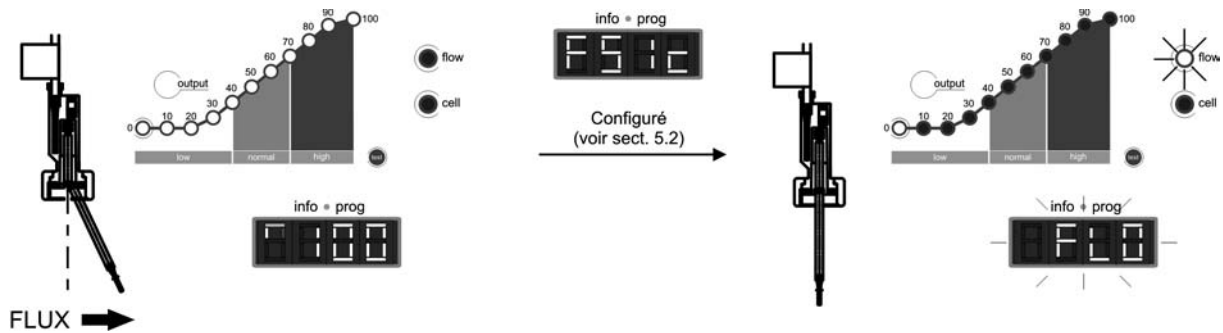 0
10
20
30
40
50
60
70
80
90
100
output
low
normal
high
test
flow
cell
info • prog
FLUX
info • prog
Configuré
(voir sect. 5.2)
0
10
20
30
40
50
60
70
80
90
100
output
low
normal
high
test
flow
cell
info • prog
FLO